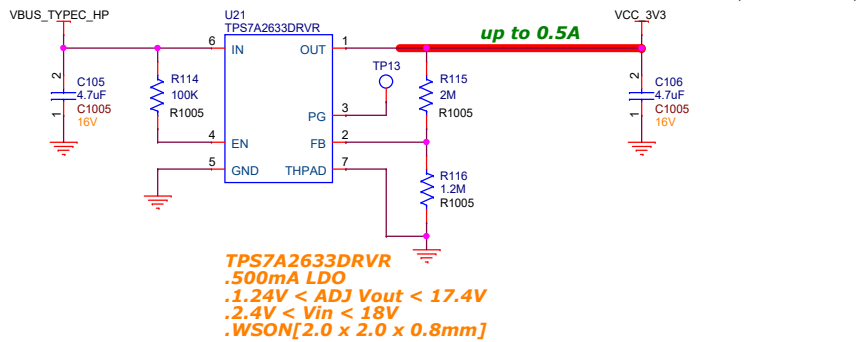 VBUS_TYPEC_HP
U21
TPS7A2633DRVR
VCC_3V3
up to 0.5A
6
IN
OUT
1
TP13
2
C105
4.7uF
C1005
16V
1
R114
100K
R1005
R115
2M
R1005
2
C106
4.7uF
C1005
16V
1
PG
3
4
EN
FB
2
5
GND
THPAD
7
R116
1.2M
R1005
TPS7A2633DRVR
.500mA LDO
.1.24V < ADJ Vout < 17.4V
.2.4V < Vin < 18V
.WSON[2.0 x 2.0 x 0.8mm]